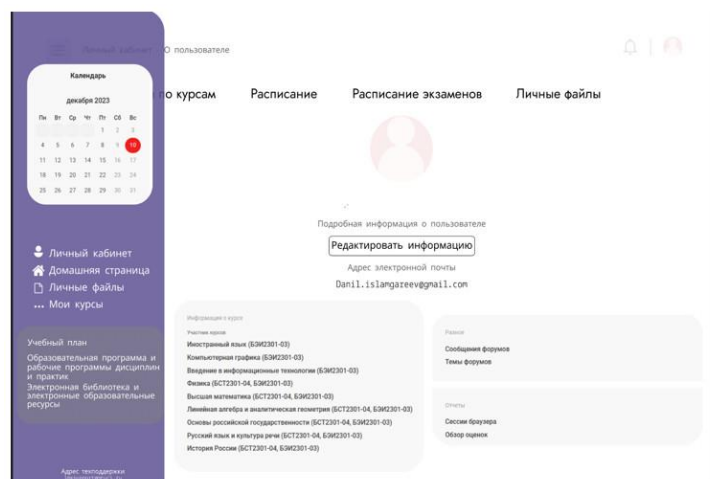 Личный кабинет О пользователе
по курсам Расписание Расписание экзаменов Личные файлы
Календарь
декабря 2023
Пн Вт Ср Чт Пт Сб Вс
1 2 3
4 5 6 7 8 9 10
11 12 13 14 15 16 17
18 19 20 21 22 23 24
25 26 27 28 29 30 31
Личный кабинет
Домашняя страница
Личные файлы
Мои курсы
Учебный план
Образовательная программа и
рабочие программы дисциплин
и практик
Электронная библиотека и
электронные образовательные
ресурсы
Адрес техподдержки
Подробная информация о пользователе
Редактировать информацию
Адрес электронной почты
Danil.islamgareev@gmail.com
Информация о курсе
Участник курсов
Иностранный язык (БЭИ2301-03)
Компьютерная графика (БЭИ2301-03)
Введение в информационные технологии (БЭИ2301-03)
Физика (БСТ2301-04, БЭИ2301-03)
Высшая математика (БСТ2301-04, БЭИ2301-03)
Линейная алгебра и аналитическая геометрия (БСТ2301-04, БЭИ2301-03)
Основы российской государственности (БСТ2301-04, БЭИ2301-03)
Русский язык и культура речи (БСТ2301-04, БЭИ2301-03)
История России (БСТ2301-04, БЭИ2301-03)
Разное
Сообщения форумов
Темы форумов
Отчеты
Сессии браузера
Обзор оценок